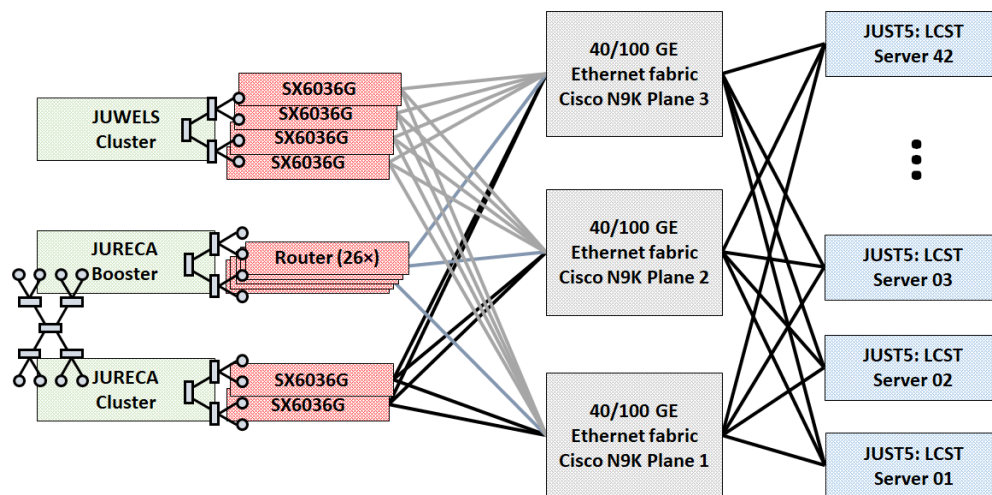 JUWELS
Cluster
SX6036G
SX6036G
SX6036G
SX6036G
JURECA
Booster
Router (26×)
JURECA
Cluster
SX6036G
SX6036G
40/100 GE
Ethernet fabric
Cisco N9K Plane 3
40/100 GE
Ethernet fabric
Cisco N9K Plane 2
40/100 GE
Ethernet fabric
Cisco N9K Plane 1
JUST5: LCST
Server 42
JUST5: LCST
Server 03
JUST5: LCST
Server 02
JUST5: LCST
Server 01